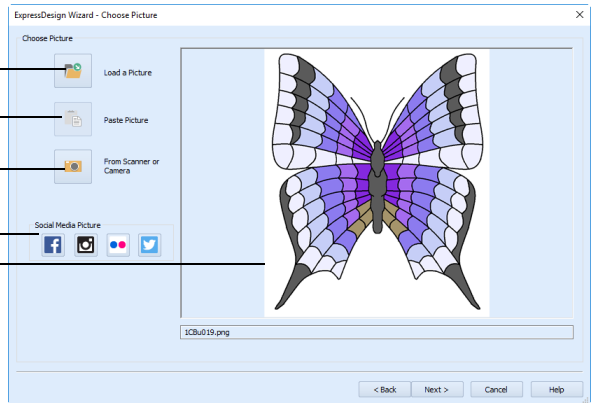 ExpressDesign Wizard - Choose Picture
Choose Picture
Load a Picture
Paste Picture
From Scanner or
Camera
Social Media Picture
1CBu019.png
< Back
Next >
Cancel
Help